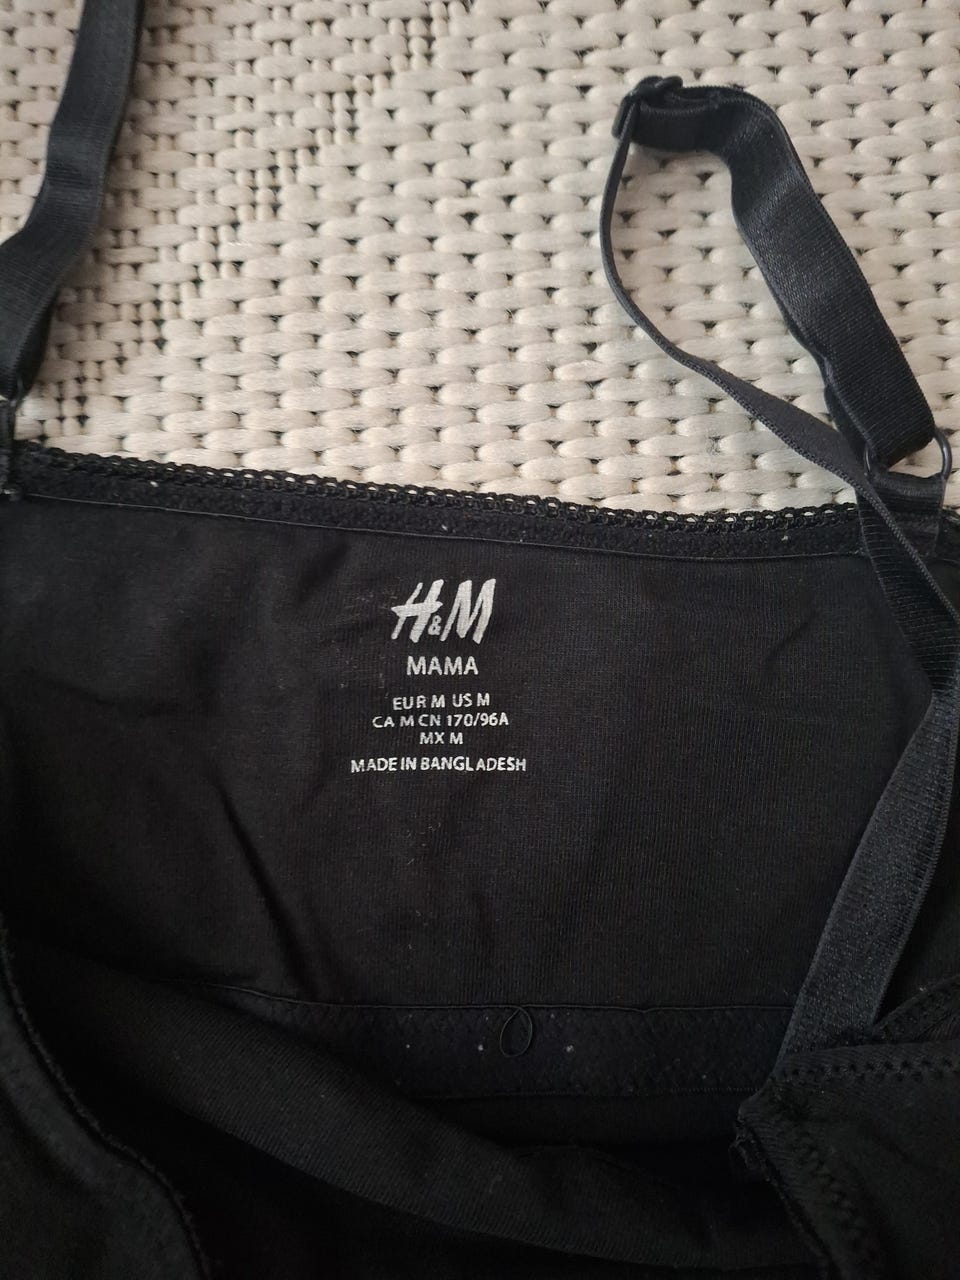 H&M
MAMA
EUR M US M
CA M CN 170/96A
MX M
MADE IN BANGLADESH